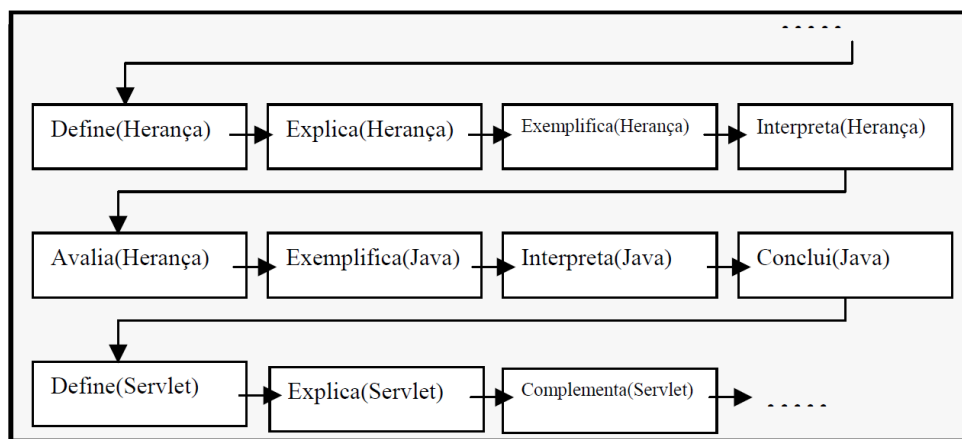 - - - - -
Define(Herança) Explica(Herança) Exemplifica(Herança) Interpreta(Herança)
Avalia(Herança) Exemplifica(Java) Interpreta(Java) Conclui(Java)
Define(Servlet) Explica(Servlet) Complementa(Servlet) - - - - -